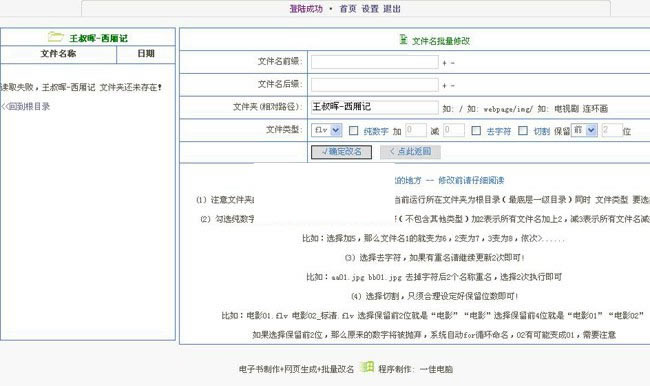 登陆成功 • 首页 设置 退出
王叔晖-西厢记
文件名称 日期
读取失败，王叔晖-西厢记 文件夹还未存在！
<<回到根目录
文件名批量修改
文件名前缀: + -
文件名后缀: + -
文件夹(相对路径): 王叔晖-西厢记 如: / 如: webpage/img/ 如: 电视剧 连环画
文件类型: flv 纯数字 加 0 减 0 去字符 切割 保留 前 2 位
√确定改名 < 点此返回
的地方 -- 修改前请仔细阅读
(1) 注意文件夹 当前运行所在文件夹为根目录(最底层一级目录)同时 文件类型 要选
(2) 勾选纯数字 (不包含其他类型)加2表示所有文件名加上2，减3表示所有文件名减
比如：选择加5，那么文件名1的就变为6，2变为7，3变为8，依次>......
(3) 选择去字符，如果有重名请继续更新2次即可！
比如: aa01.jpg bb01.jpg 去掉字符后2个名称重名，选择2次执行即可
(4) 选择切割，只须合理设定好保留位数即可！
比如：电影01.flv 电影02_标清.flv 选择保留前2位就是“电影”“电影”选择保留前4位就是“电影01”“电影02”
如果选择保留前2位，那么原来的数字将被抛弃，系统自动for循环命名，02有可能变成01，需要注意
电子书制作+网页生成+批量改名 程序制作: 一佳电脑